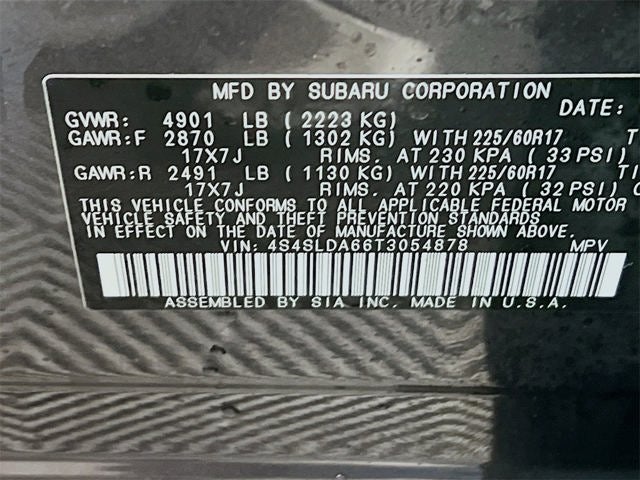 MFD BY SUBARU CORPORATION
DATE:
GVWR: 4901 LB ( 2223 KG)
GAWR:F 2870 LB ( 1302 KG) WITH 225/60R17
17X7J RIMS, AT 230 KPA ( 33 PSI)
GAWR:R 2491 LB ( 1130 KG) WITH 225/60R17 TI
17X7J RIMS, AT 220 KPA ( 32 PSI) C
THIS VEHICLE CONFORMS TO ALL APPLICABLE FEDERAL MOTOR
VEHICLE SAFETY AND THEFT PREVENTION STANDARDS
IN EFFECT ON THE DATE OF MANUFACTURE SHOWN ABOVE.
VIN: 4S4SLDA66T3054878 MPV
ASSEMBLED BY SIA INC. MADE IN U.S.A.